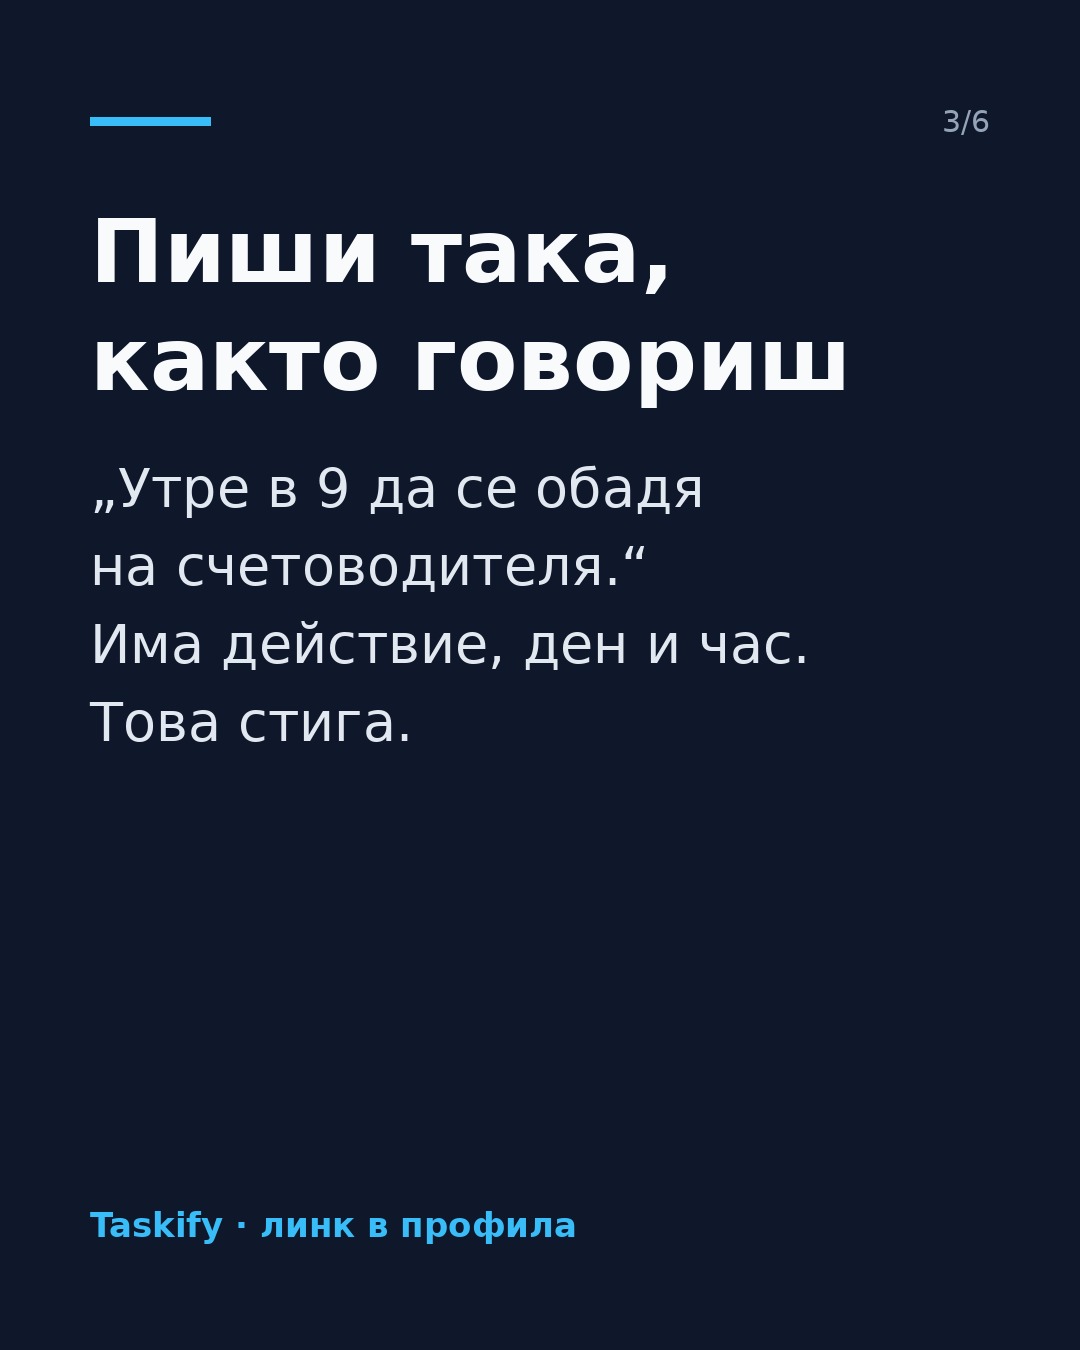 3/6
Пиши така,
както говориш
„Утре в 9 да се обадя
на счетоводителя.“
Има действие, ден и час.
Това стига.
Taskify · линк в профила